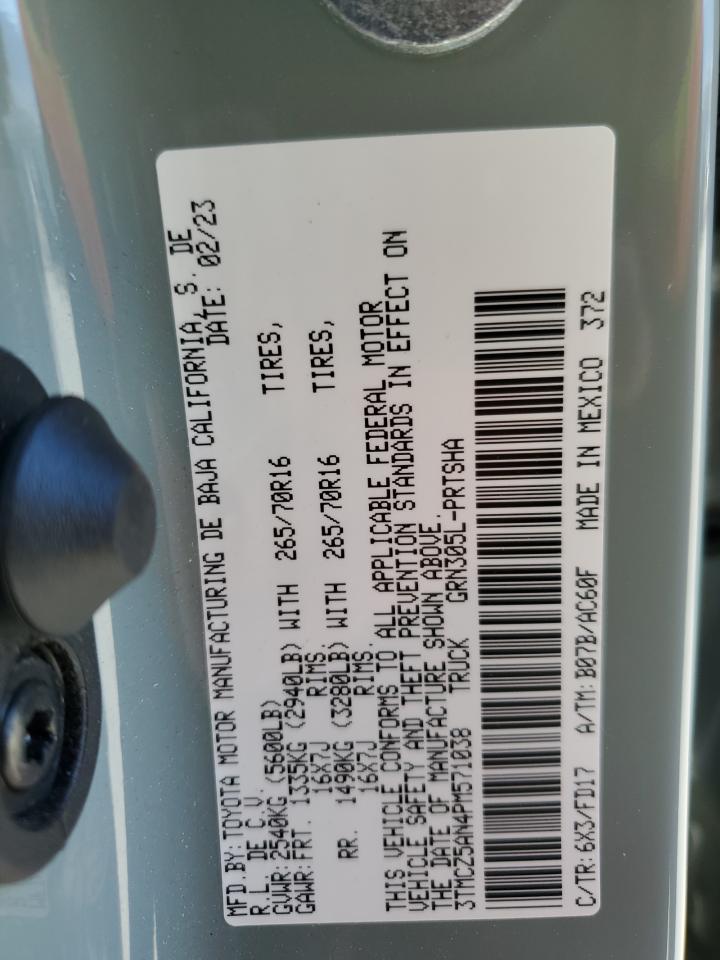 MFD.BY:TOYOTA MOTOR MANUFACTURING DE BAJA CALIFORNIA, S. DE
R.L. DE C.V. DATE: 02/23
GVWR:2540KG (5600LB)
GAWR:FRT. 1335KG (2940LB) WITH 265/70R16 TIRES,
16X7J RIMS
RR. 1490KG (3280LB) WITH 265/70R16 TIRES,
16X7J RIMS.
THIS VEHICLE CONFORMS TO ALL APPLICABLE FEDERAL MOTOR
VEHICLE SAFETY AND THEFT PREVENTION STANDARDS IN EFFECT ON
THE DATE OF MANUFACTURE SHOWN ABOVE.
3TMCZ5AN4PM571038 TRUCK GRN305L-PRTSHA
C/TR:6X3/FD17 A/TM:B07B/AC60F MADE IN MEXICO 372